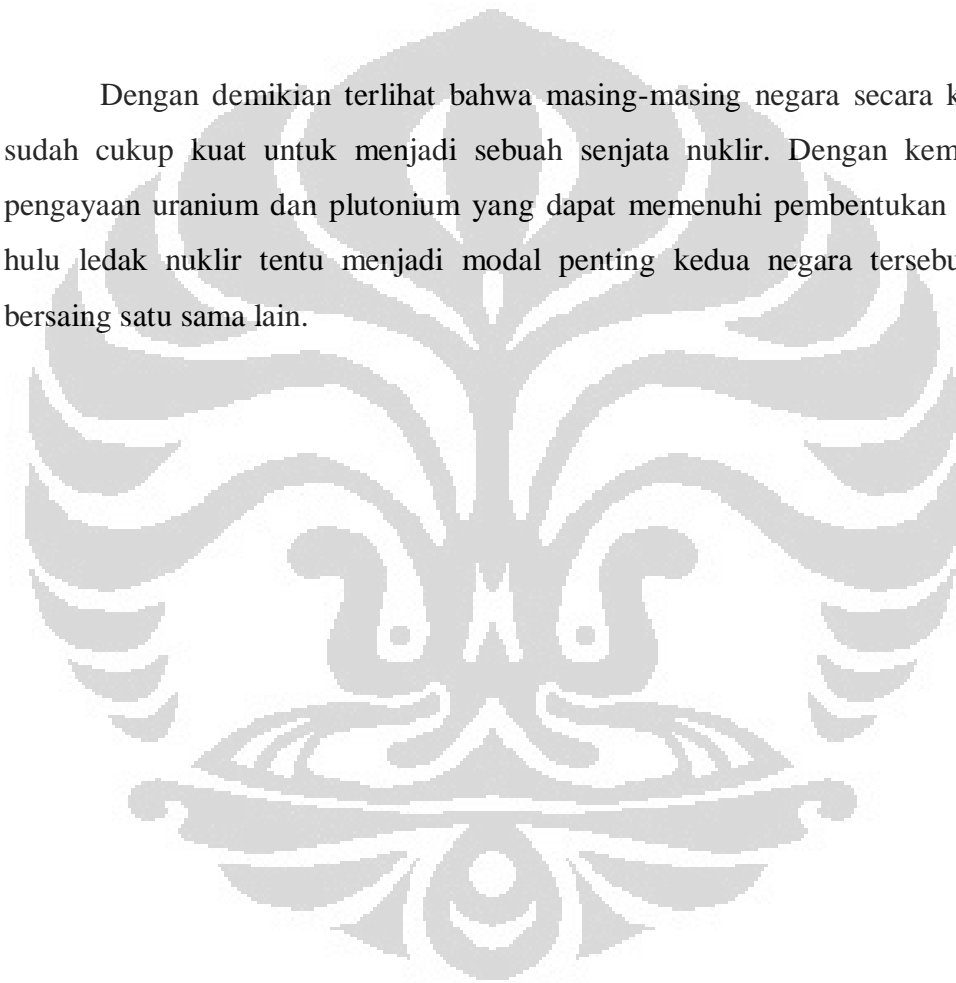 Dengan demikian terlihat bahwa masing-masing negara secara k
sudah cukup kuat untuk menjadi sebuah senjata nuklir. Dengan kem
pengayaan uranium dan plutonium yang dapat memenuhi pembentukan
hulu ledak nuklir tentu menjadi modal penting kedua negara tersebu
bersaing satu sama lain.